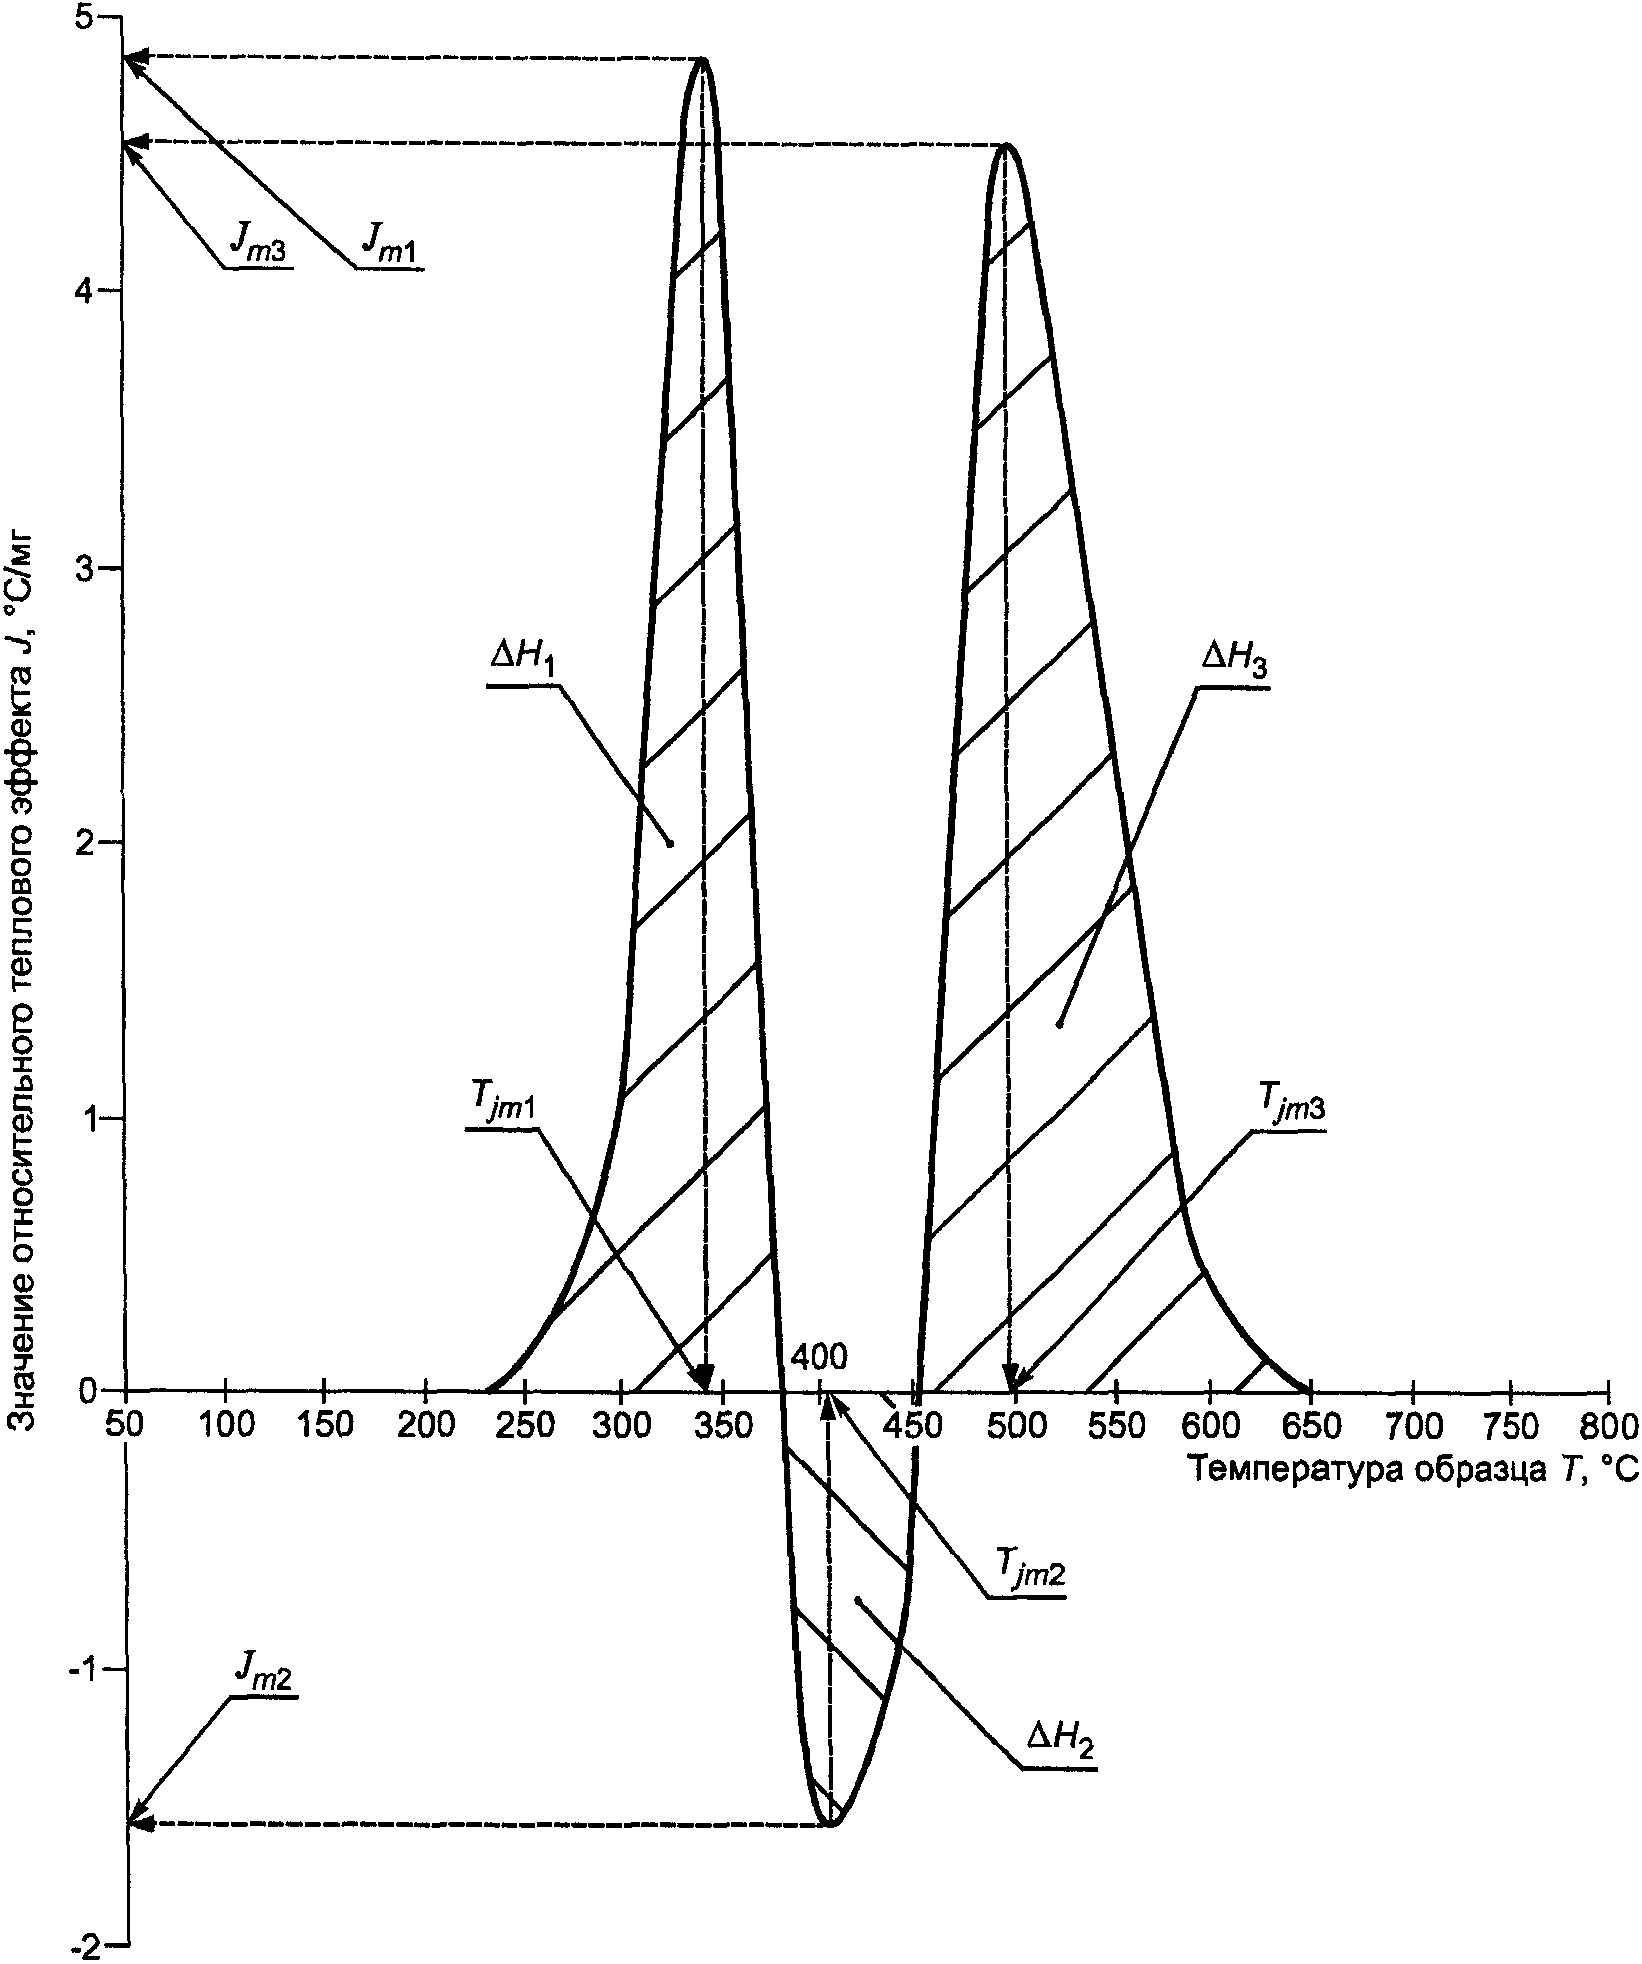 5
J_m3 J_m1
4
3
ΔH_1 ΔH_3
2
T_jm1 T_jm3
1
400
0
50 100 150 200 250 300 350 450 500 550 600 650 700 750 800
Температура образца T, °C
T_jm2
-1
J_m2
ΔH_2
-2
Значение относительного теплового эффекта J, °C/мг